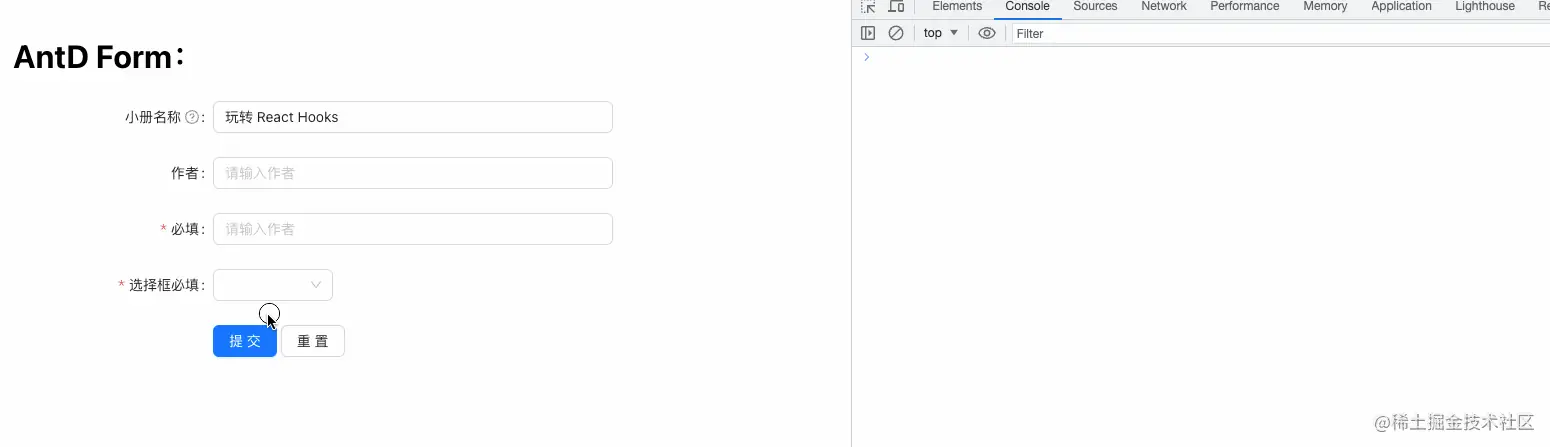 Elements Console Sources Network Performance Memory Application Lighthouse Re
top Filter
AntD Form：
小册名称 ? : 玩转 React Hooks
作者: 请输入作者
* 必填: 请输入作者
* 选择框必填:
提 交 重 置
@稀土掘金技术社区